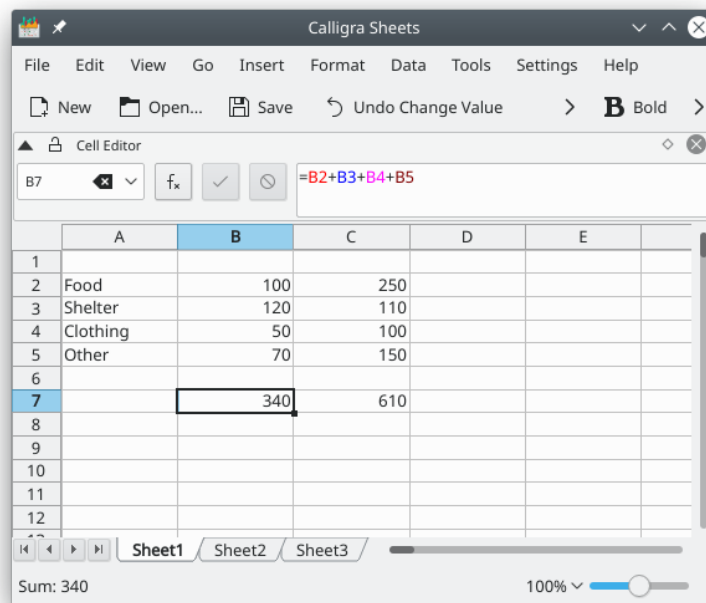 Calligra Sheets
File Edit View Go Insert Format Data Tools Settings Help
New Open... Save Undo Change Value B Bold
Cell Editor
B7 fx =B2+B3+B4+B5
A B C D E
1
2 Food 100 250
3 Shelter 120 110
4 Clothing 50 100
5 Other 70 150
6
7 340 610
8
9
10
11
12
Sheet1 Sheet2 Sheet3
Sum: 340 100%